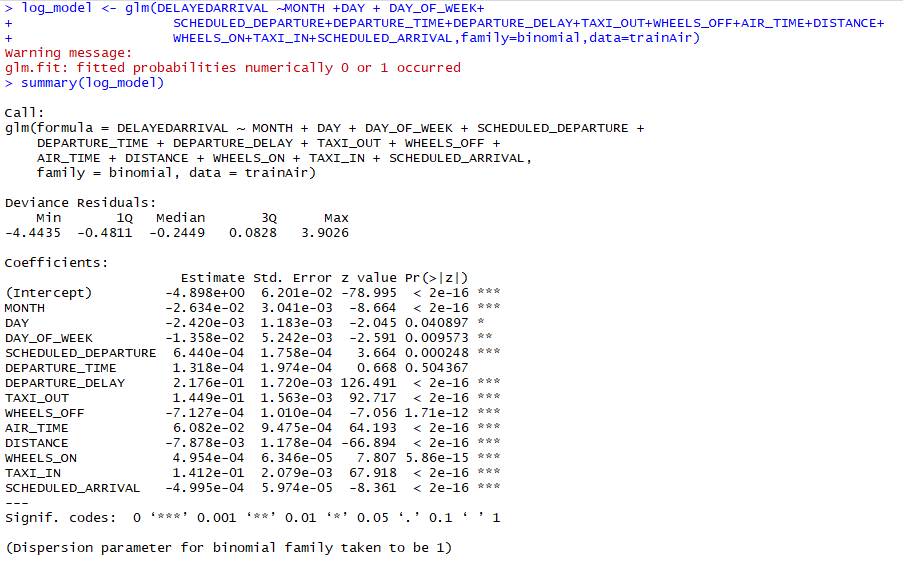 > log_model <- glm(DELAYEDARRIVAL ~MONTH +DAY + DAY_OF_WEEK+
+                    SCHEDULED_DEPARTURE+DEPARTURE_TIME+DEPARTURE_DELAY+TAXI_OUT+WHEELS_OFF+AIR_TIME+DISTANCE+
+                    WHEELS_ON+TAXI_IN+SCHEDULED_ARRIVAL,family=binomial,data=trainAir)
Warning message:
glm.fit: fitted probabilities numerically 0 or 1 occurred
> summary(log_model)

Call:
glm(formula = DELAYEDARRIVAL ~ MONTH + DAY + DAY_OF_WEEK + SCHEDULED_DEPARTURE +
    DEPARTURE_TIME + DEPARTURE_DELAY + TAXI_OUT + WHEELS_OFF +
    AIR_TIME + DISTANCE + WHEELS_ON + TAXI_IN + SCHEDULED_ARRIVAL,
    family = binomial, data = trainAir)

Deviance Residuals:
    Min       1Q   Median       3Q      Max
-4.4435  -0.4811  -0.2449   0.0828   3.9026

Coefficients:
                      Estimate Std. Error z value Pr(>|z|)
(Intercept)         -4.898e+00  6.201e-02 -78.995  < 2e-16 ***
MONTH               -2.634e-02  3.041e-03  -8.664  < 2e-16 ***
DAY                 -2.420e-03  1.183e-03  -2.045 0.040897 *
DAY_OF_WEEK         -1.358e-02  5.242e-03  -2.591 0.009573 **
SCHEDULED_DEPARTURE  6.440e-04  1.758e-04   3.664 0.000248 ***
DEPARTURE_TIME       1.318e-04  1.974e-04   0.668 0.504367
DEPARTURE_DELAY      2.176e-01  1.720e-03 126.491  < 2e-16 ***
TAXI_OUT             1.449e-01  1.563e-03  92.717  < 2e-16 ***
WHEELS_OFF          -7.127e-04  1.010e-04  -7.056 1.71e-12 ***
AIR_TIME             6.082e-02  9.475e-04  64.193  < 2e-16 ***
DISTANCE            -7.878e-03  1.178e-04 -66.894  < 2e-16 ***
WHEELS_ON            4.954e-04  6.346e-05   7.807 5.86e-15 ***
TAXI_IN              1.412e-01  2.079e-03  67.918  < 2e-16 ***
SCHEDULED_ARRIVAL   -4.995e-04  5.974e-05  -8.361  < 2e-16 ***
---
Signif. codes:  0 ‘***’ 0.001 ‘**’ 0.01 ‘*’ 0.05 ‘.’ 0.1 ‘ ’ 1

(Dispersion parameter for binomial family taken to be 1)